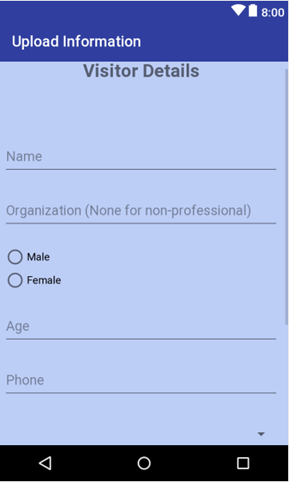 8:00
Upload Information
Visitor Details
Name
Organization (None for non-professional)
Male
Female
Age
Phone